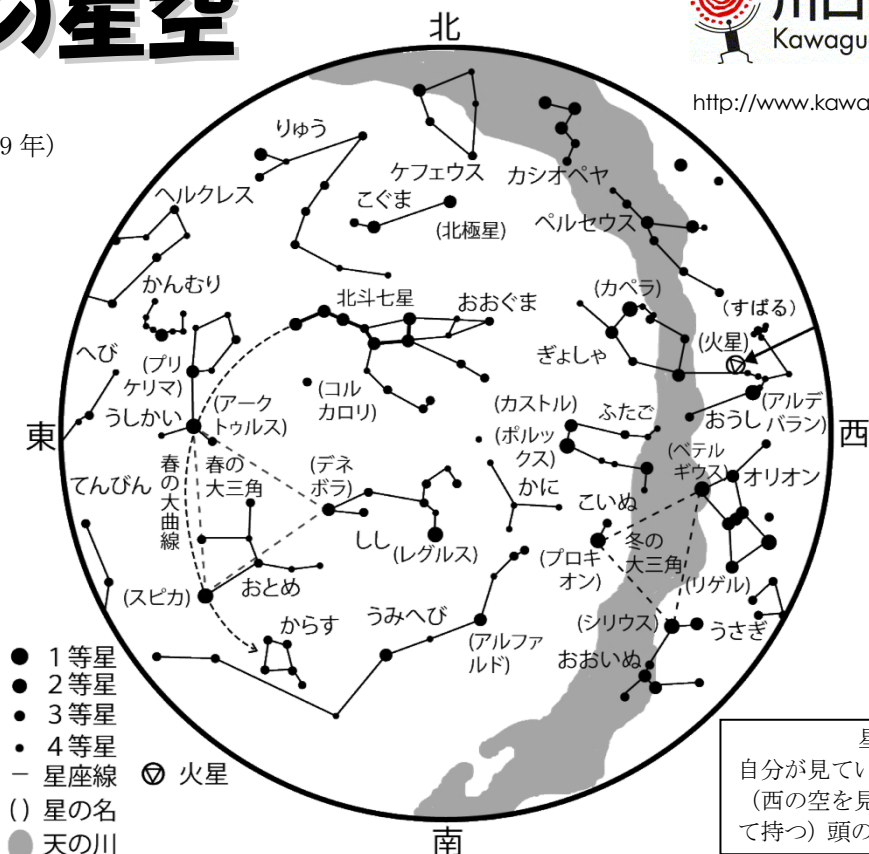 の星空
川口
Kawagu
http://www.kawa
9 年）
北
りゅう
ケフェウス
カシオペヤ
ヘルクレス
こぐま
(北極星)
ペルセウス
かんむり
北斗七星
おおぐま
(カペラ)
(すばる)
(火星)
へび
(プリ
ケリマ)
ぎょしゃ
(コル
カロリ)
(カストル)
ふたご
おうし
(アルデ
バラン)
うしかい
(アーク
トゥルス)
(ポルッ
クス)
東
西
(ベテル
ギウス)
オリオン
てんびん
春の大曲線
春の
大三角
(デネ
ボラ)
かに
こいぬ
しし
(レグルス)
(プロキ
オン)
冬の
大三角
(リゲル)
(スピカ)
おとめ
からす
うみへび
(アルファ
ルド)
(シリウス)
うさぎ
おおいぬ
1等星
2等星
3等星
4等星
星座線
火星
() 星の名
天の川
南
星
自分が見てい
（西の空を見
て持つ）頭の